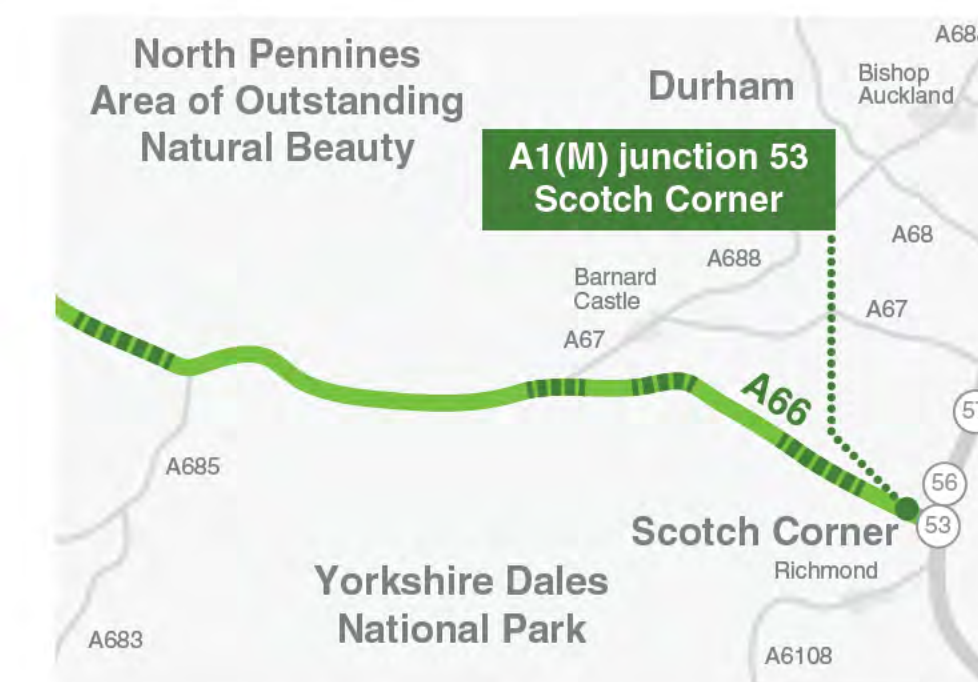 North Pennines
Area of Outstanding
Natural Beauty
Durham
Bishop
Auckland
A1(M) junction 53
Scotch Corner
A68
A688
Barnard
Castle
A67
A67
A66
A685
56
53
Scotch Corner
Richmond
Yorkshire Dales
National Park
A683
A6108